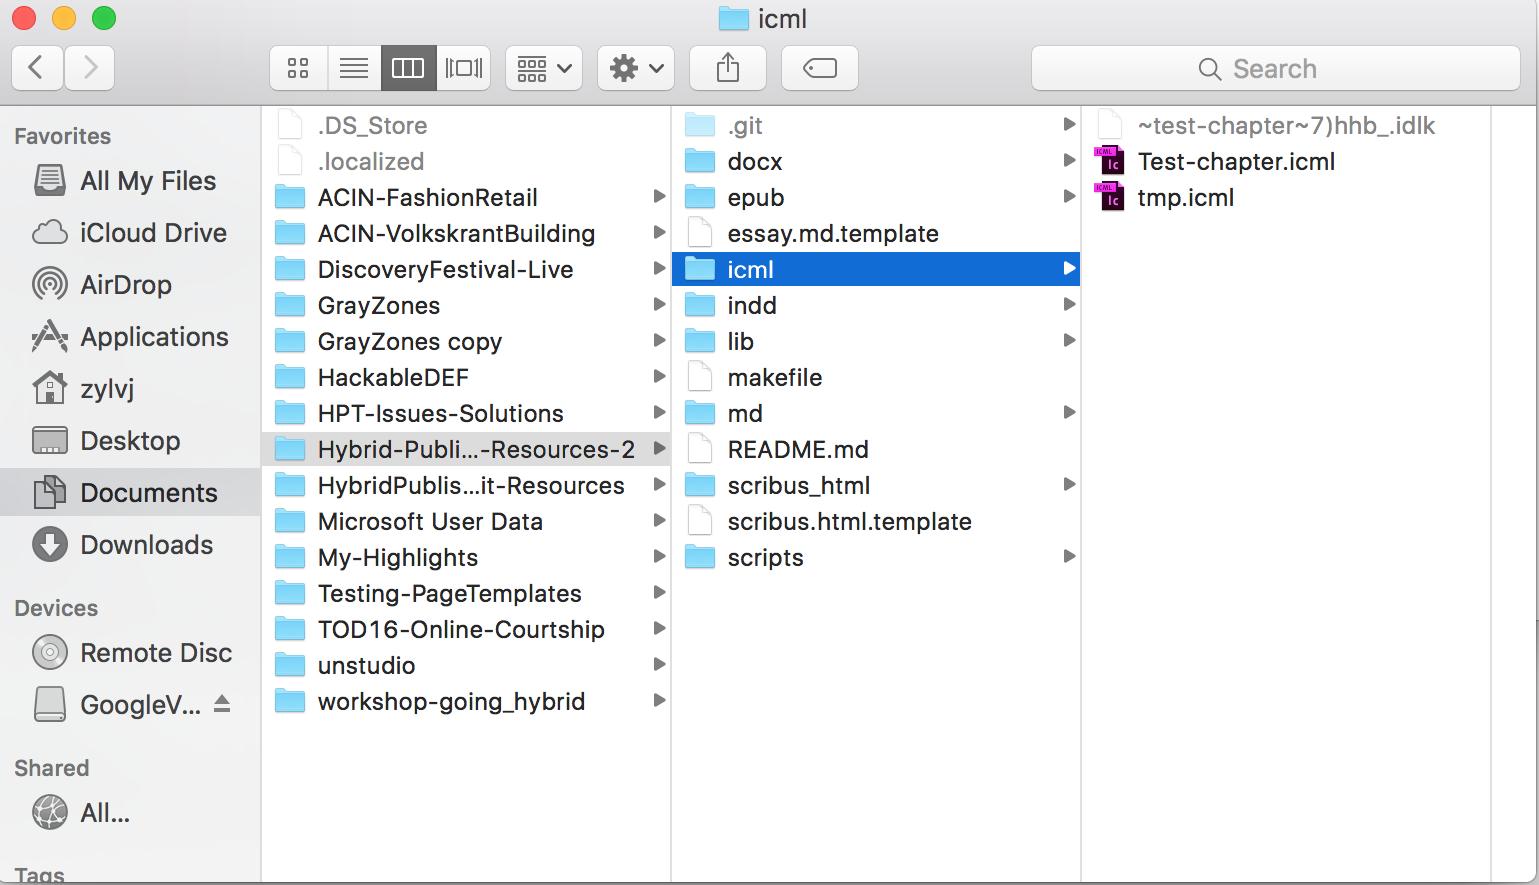 icml
Search
Favorites
All My Files
iCloud Drive
AirDrop
Applications
zylvj
Desktop
Documents
Downloads
Devices
Remote Disc
GoogleV...
Shared
All...
Tags
.DS_Store
.localized
ACIN-FashionRetail
ACIN-VolkskrantBuilding
DiscoveryFestival-Live
GrayZones
GrayZones copy
HackableDEF
HPT-Issues-Solutions
Hybrid-Publi...-Resources-2
HybridPublis...it-Resources
Microsoft User Data
My-Highlights
Testing-PageTemplates
TOD16-Online-Courtship
unstudio
workshop-going_hybrid
.git
docx
epub
essay.md.template
icml
indd
lib
makefile
md
README.md
scribus_html
scribus.html.template
scripts
~test-chapter~7)hhb_.idlk
ICML
Ic
Test-chapter.icml
ICML
Ic
tmp.icml